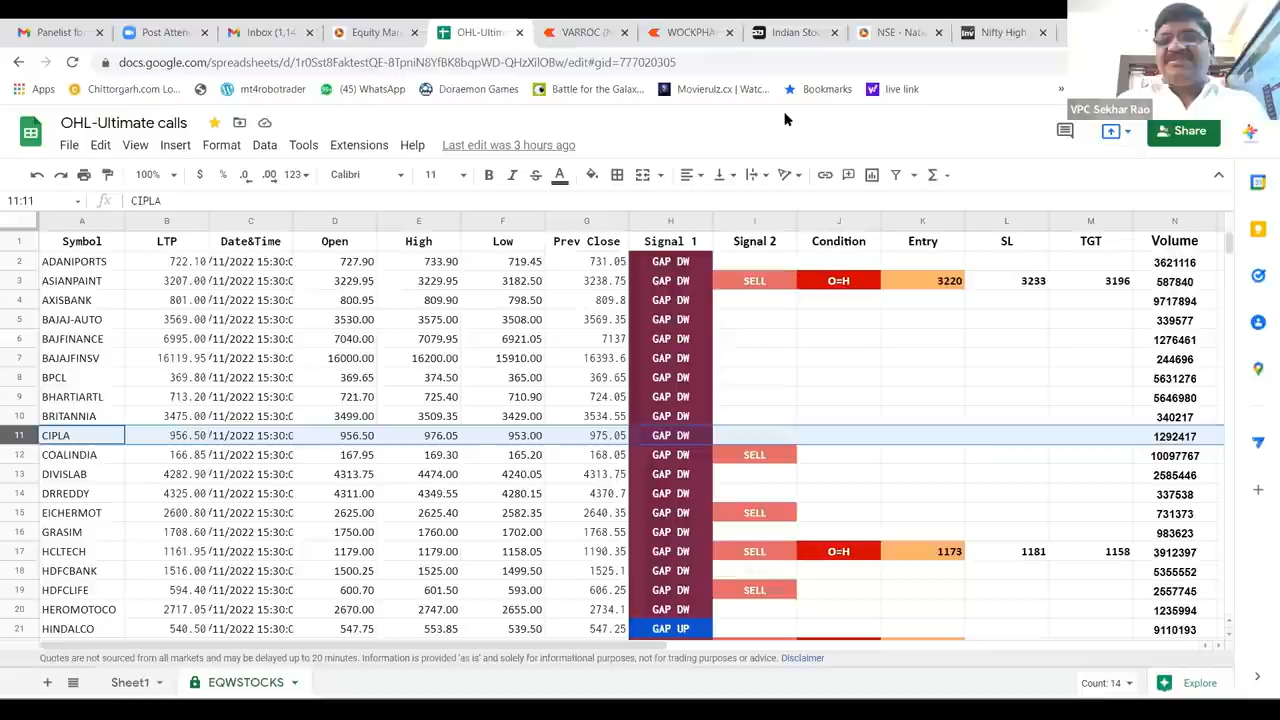 Panelist for
Post Atten
Inbox (1,14
Equity Mar
OHL-Ultim
VARROC (N
WOCKPHA
Indian Stoc
NSE - Natio
Nifty High
docs.google.com/spreadsheets/d/1r0Sst8FaktestQE-8TpniN8YfBK8bqpWD-QHzXilO8w/edit#gid=777020305
Apps Chittorgarh.com Lo... mt4robotrader (45) WhatsApp Doraemon Games Battle for the Gala... Movierulz.cx | Watc... Bookmarks live link »
VPC Sekhar Rao
OHL-Ultimate calls
Share
File Edit View Insert Format Data Tools Extensions Help Last edit was 3 hours ago
100% $ % .0 .00 123 Calibri 11 B I S A
11:11 fx CIPLA
A B C D E F G H I J K L M N
1 Symbol LTP Date&Time Open High Low Prev Close Signal 1 Signal 2 Condition Entry SL TGT Volume
2 ADANIPORTS 722.10 /11/2022 15:30:0 727.90 733.90 719.45 731.05 GAP DW 3621116
3 ASIANPAINT 3207.00 /11/2022 15:30:0 3229.95 3229.95 3182.50 3238.75 GAP DW SELL O=H 3220 3233 3196 587840
4 AXISBANK 801.00 /11/2022 15:30:0 800.95 809.90 798.50 809.8 GAP DW 9717894
5 BAJAJ-AUTO 3569.00 /11/2022 15:30:0 3530.00 3575.00 3508.00 3569.35 GAP DW 339577
6 BAJFINANCE 6995.00 /11/2022 15:30:0 7040.00 7079.95 6921.05 7137 GAP DW 1276461
7 BAJAJFINSV 16119.95 /11/2022 15:30:0 16000.00 16200.00 15910.00 16393.6 GAP DW 244696
8 BPCL 369.80 /11/2022 15:30:0 369.65 374.50 365.00 369.65 GAP DW 5631276
9 BHARTIARTL 713.20 /11/2022 15:30:0 721.70 725.40 710.90 724.05 GAP DW 5646980
10 BRITANNIA 3475.00 /11/2022 15:30:0 3499.00 3509.35 3429.00 3534.55 GAP DW 340217
11 CIPLA 956.50 /11/2022 15:30:0 956.50 976.05 953.00 975.05 GAP DW 1292417
12 COALINDIA 166.85 /11/2022 15:30:0 167.95 169.30 165.20 168.05 GAP DW SELL 10097767
13 DIVISLAB 4282.90 /11/2022 15:30:0 4313.75 4474.00 4240.05 4313.75 GAP DW 2585446
14 DRREDDY 4325.00 /11/2022 15:30:0 4311.00 4349.55 4280.15 4370.7 GAP DW 337538
15 EICHERMOT 2600.80 /11/2022 15:30:0 2625.00 2625.40 2582.35 2640.35 GAP DW SELL 731373
16 GRASIM 1708.60 /11/2022 15:30:0 1750.00 1760.00 1702.00 1768.55 GAP DW 983623
17 HCLTECH 1161.95 /11/2022 15:30:0 1179.00 1179.00 1158.05 1190.35 GAP DW SELL O=H 1173 1181 1158 3912397
18 HDFCBANK 1516.00 /11/2022 15:30:0 1500.25 1525.00 1499.50 1525.1 GAP DW 5355552
19 HDFCLIFE 594.40 /11/2022 15:30:0 600.70 601.50 593.00 606.25 GAP DW SELL 2557745
20 HEROMOTOCO 2717.05 /11/2022 15:30:0 2670.00 2747.00 2655.00 2734.1 GAP DW 1235994
21 HINDALCO 540.50 /11/2022 15:30:0 547.75 553.85 539.50 547.25 GAP UP 9110193
Quotes are not sourced from all markets and may be delayed up to 20 minutes. Information is provided 'as is' and solely for informational purposes, not for trading purposes or advice. Disclaimer
Sheet1 EQWSTOCKS Count: 14 Explore